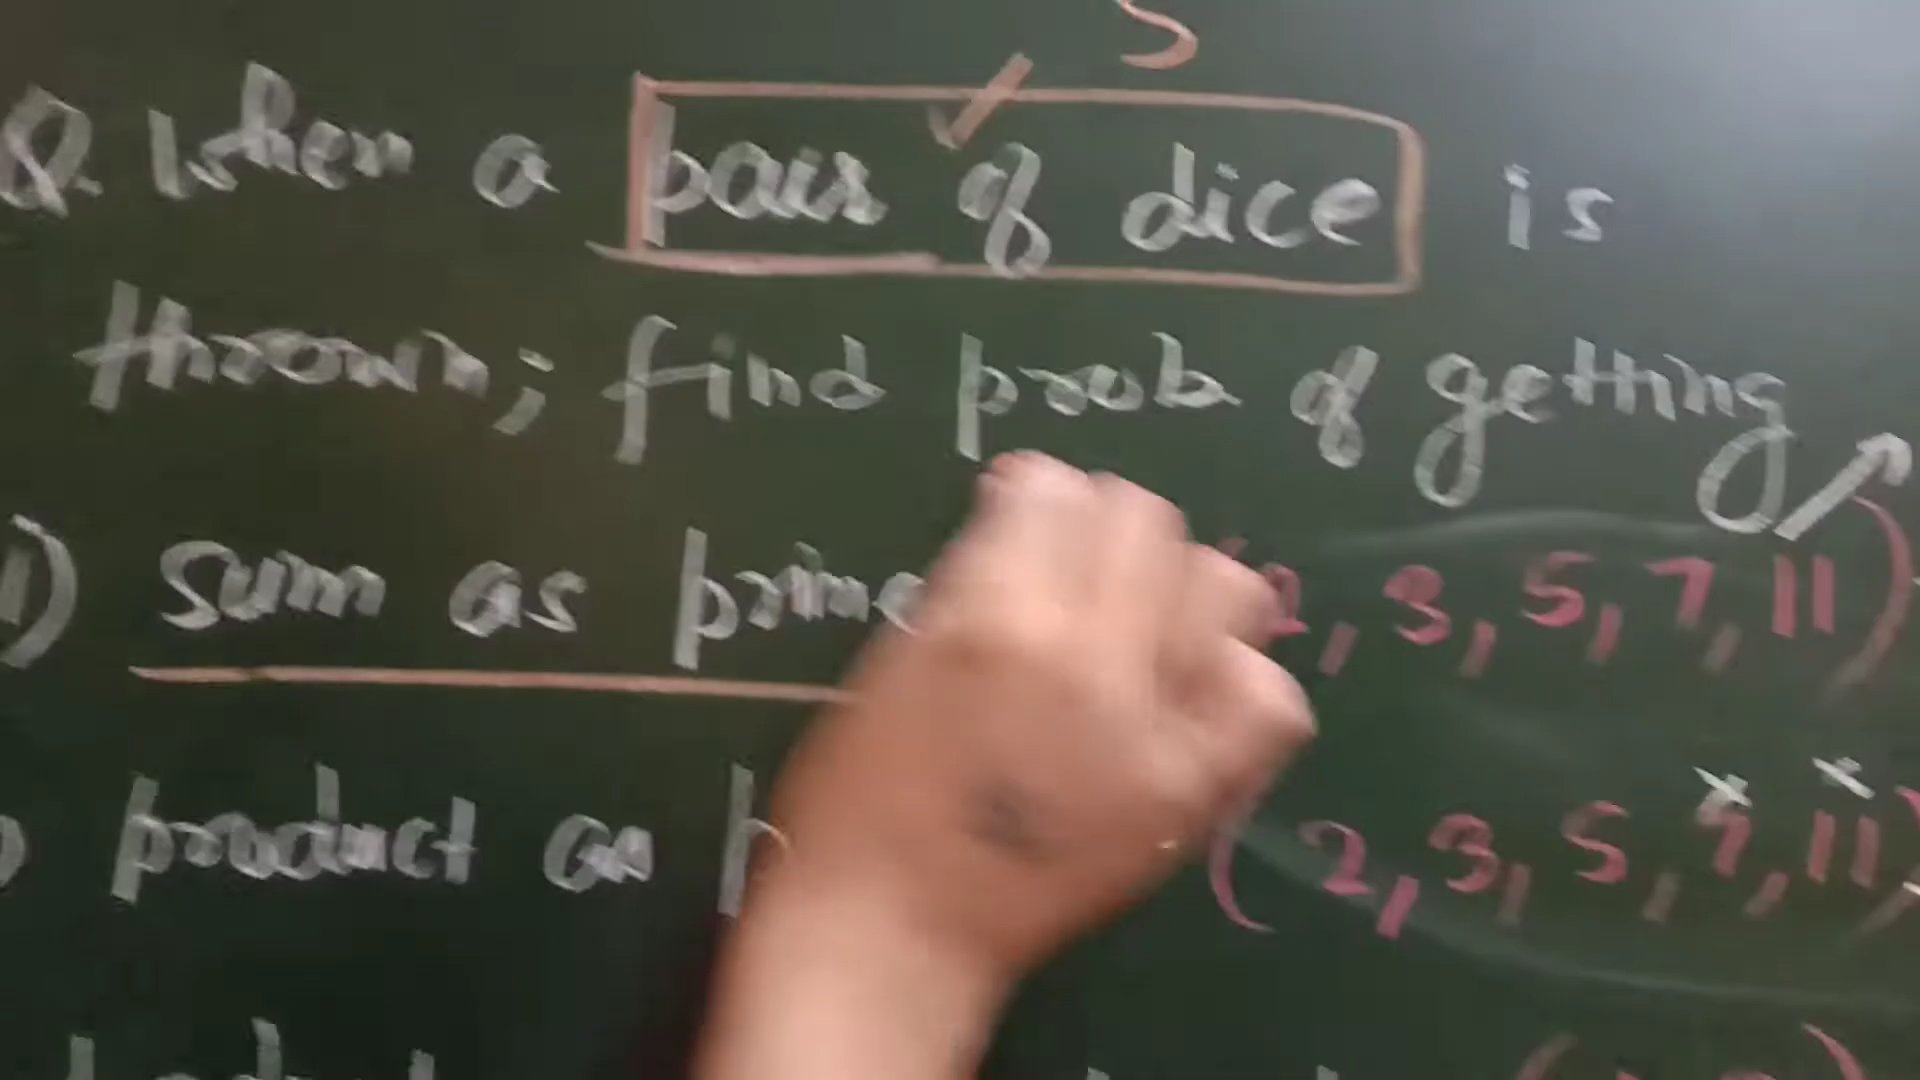 S
Q. When a pair of dice is
thrown; find prob of getting
1) sum as prime (2, 3, 5, 7, 11)
product as (2, 3, 5, 7, 11)